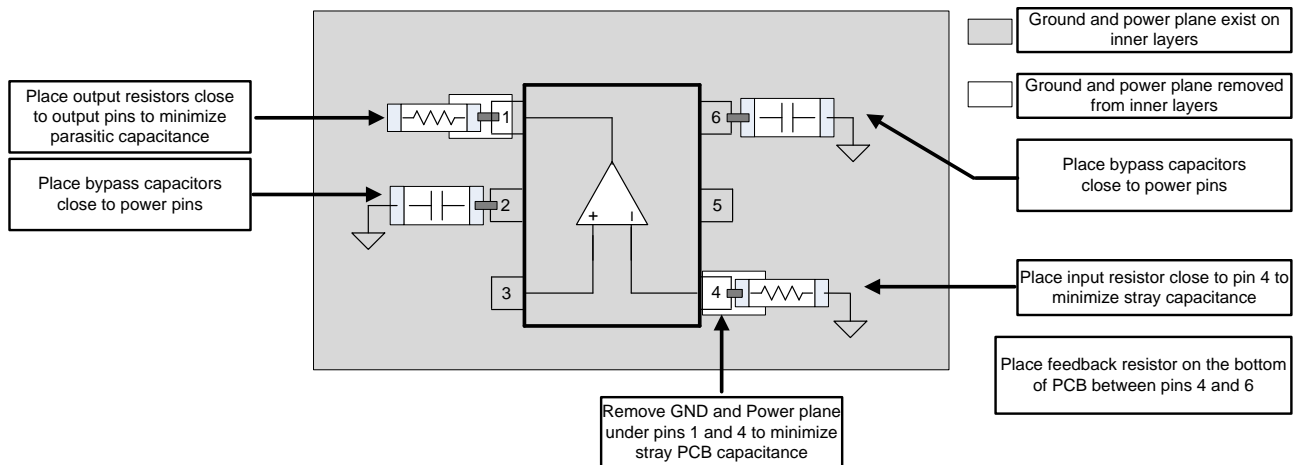 Ground and power plane exist on
inner layers
Place output resistors close
to output pins to minimize
parasitic capacitance
Ground and power plane removed
from inner layers
1
6
Place bypass capacitors
close to power pins
Place bypass capacitors
close to power pins
2
5
+
–
3
4
Place input resistor close to pin 4 to
minimize stray capacitance
Place feedback resistor on the bottom
of PCB between pins 4 and 6
Remove GND and Power plane
under pins 1 and 4 to minimize
stray PCB capacitance